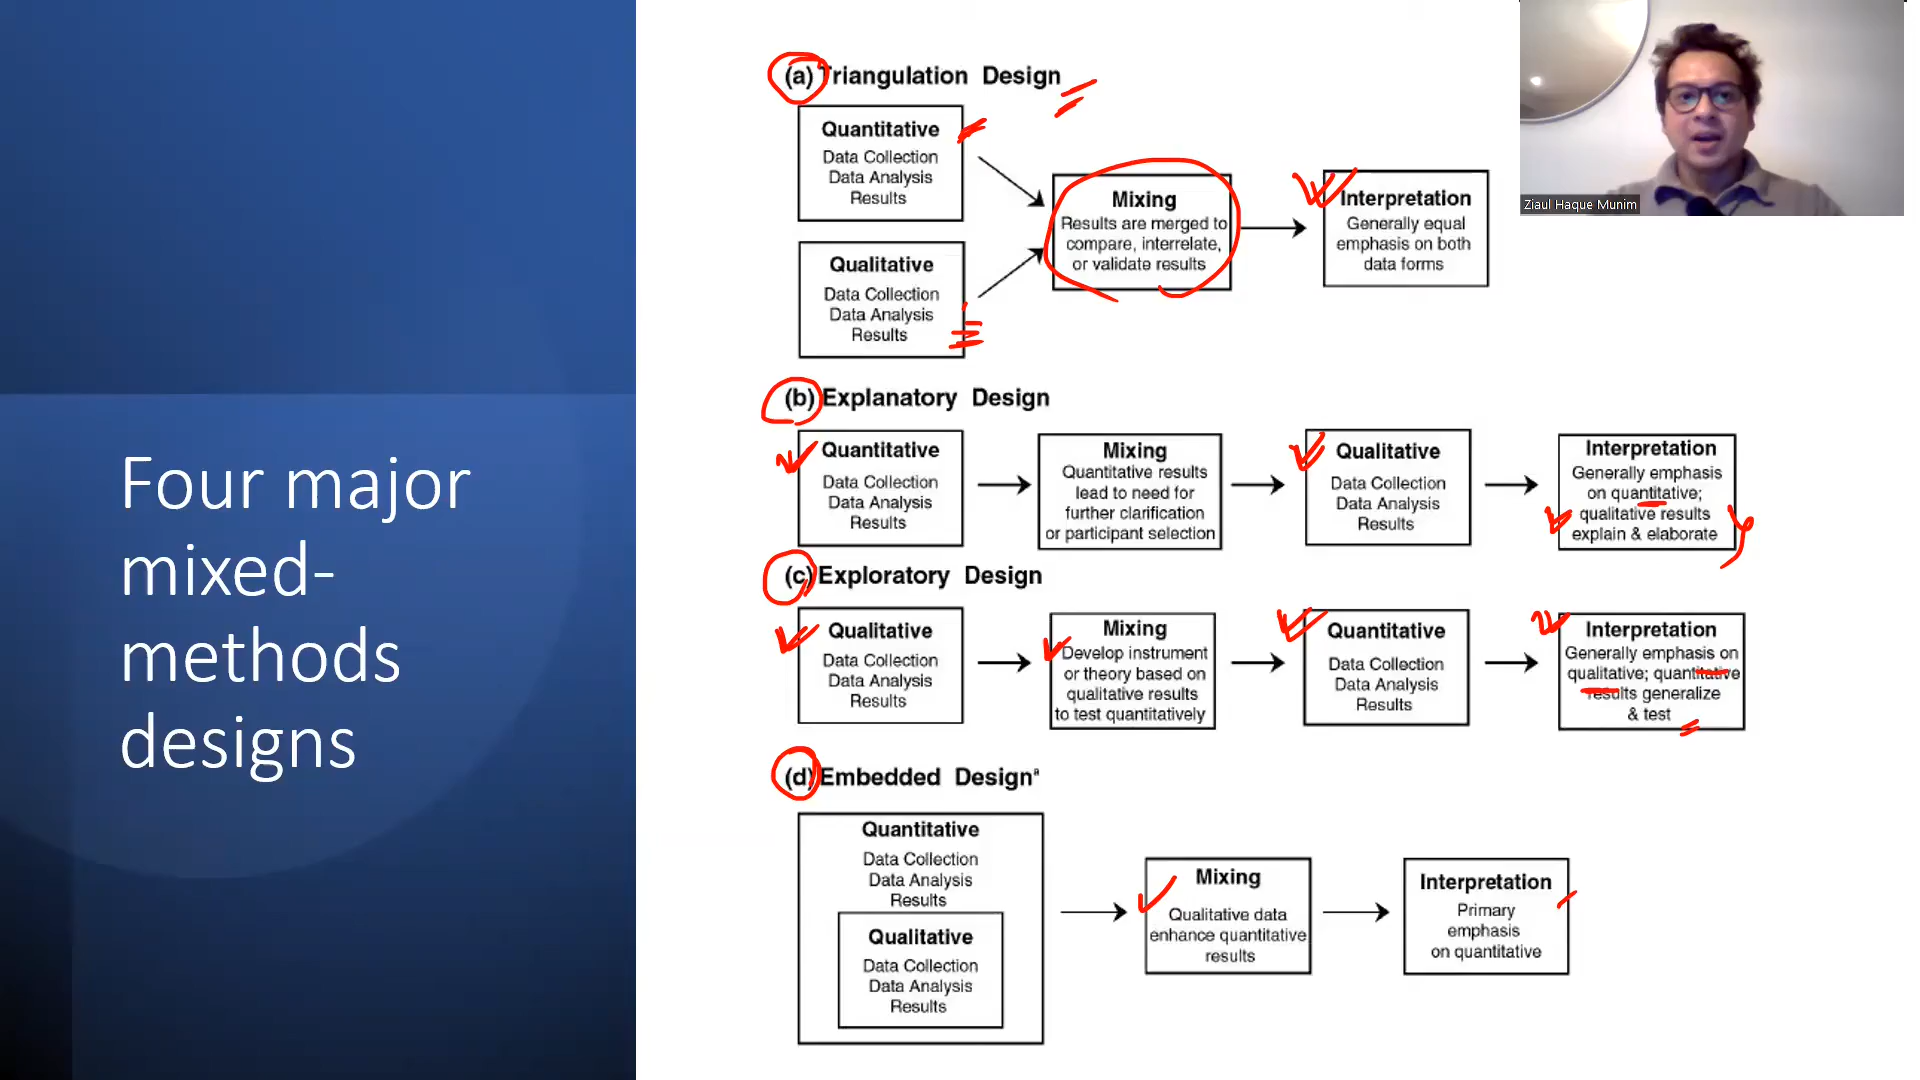 Four major
mixed-
methods
designs
(a) Triangulation Design
Quantitative
Data Collection
Data Analysis
Results
Qualitative
Data Collection
Data Analysis
Results
Mixing
Results are merged to
compare, interrelate,
or validate results
Interpretation
Generally equal
emphasis on both
data forms
(b) Explanatory Design
Quantitative
Data Collection
Data Analysis
Results
Mixing
Quantitative results
lead to need for
further clarification
or participant selection
Qualitative
Data Collection
Data Analysis
Results
Interpretation
Generally emphasis
on quantitative;
qualitative results
explain & elaborate
(c) Exploratory Design
Qualitative
Data Collection
Data Analysis
Results
Mixing
Develop instrument
or theory based on
qualitative results
to test quantitatively
Quantitative
Data Collection
Data Analysis
Results
Interpretation
Generally emphasis on
qualitative; quantitative
results generalize
& test
(d) Embedded Designª
Quantitative
Data Collection
Data Analysis
Results
Qualitative
Data Collection
Data Analysis
Results
Mixing
Qualitative data
enhance quantitative
results
Interpretation
Primary
emphasis
on quantitative
Ziaul Haque Munim